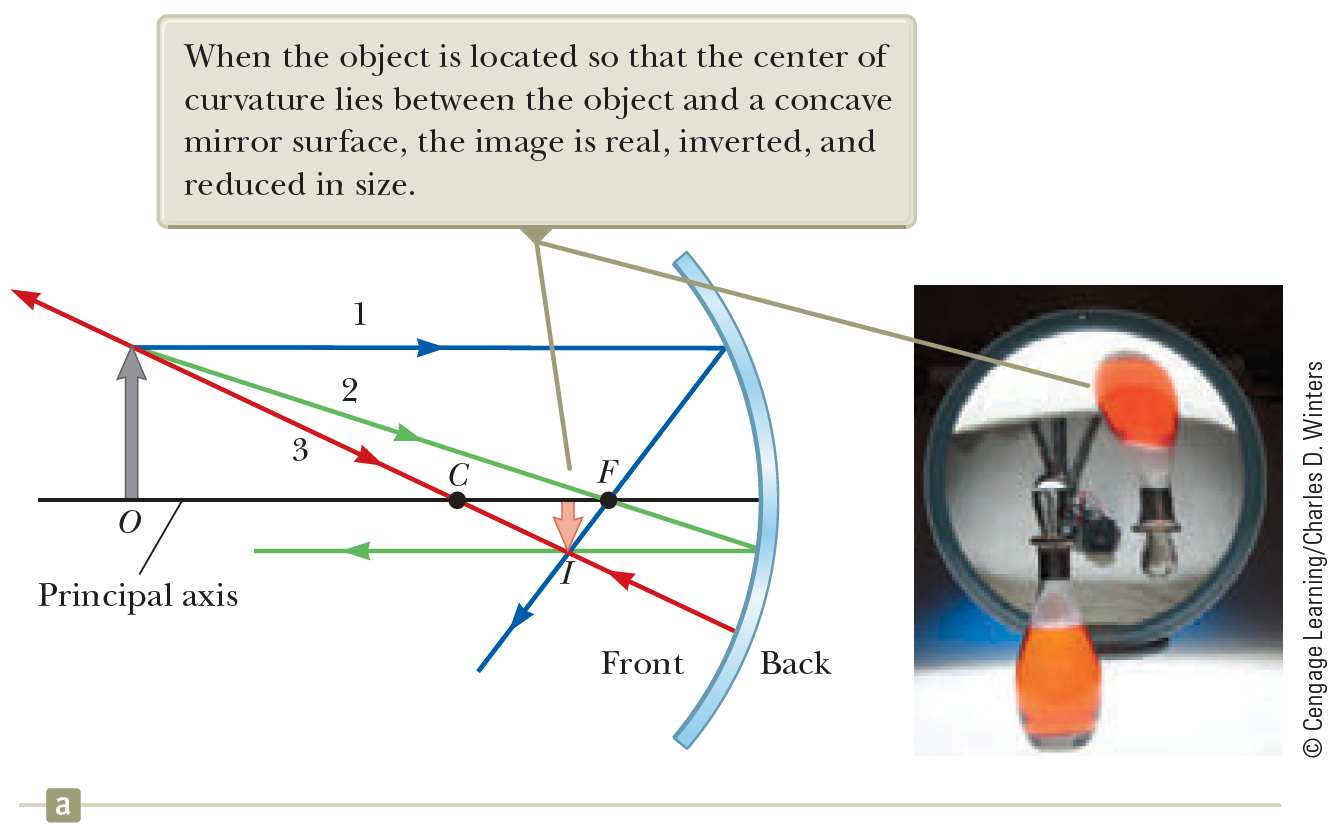 When the object is located so that the center of
curvature lies between the object and a concave
mirror surface, the image is real, inverted, and
reduced in size.
1
2
3
C
F
O
I
Principal axis
Front
Back
© Cengage Learning/Charles D. Winters
a